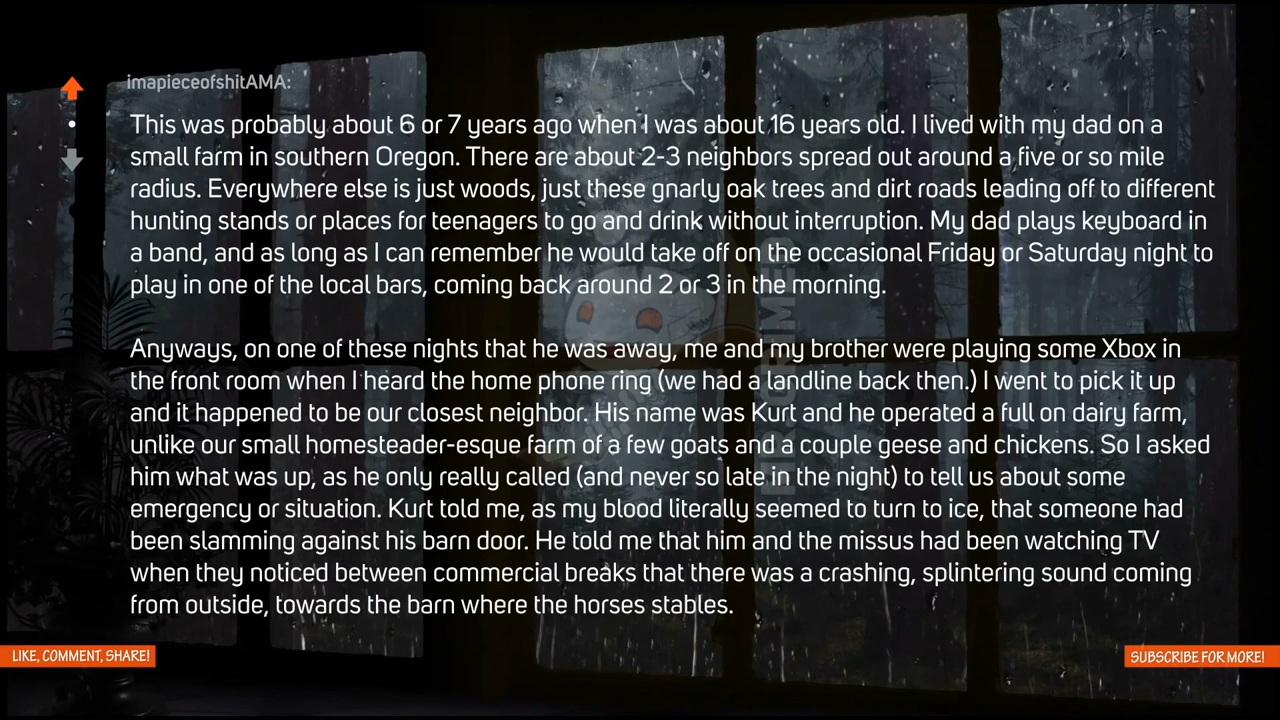 imapieceofshitAMA:
This was probably about 6 or 7 years ago when I was about 16 years old. I lived with my dad on a
small farm in southern Oregon. There are about 2-3 neighbors spread out around a five or so mile
radius. Everywhere else is just woods, just these gnarly oak trees and dirt roads leading off to different
hunting stands or places for teenagers to go and drink without interruption. My dad plays keyboard in
a band, and as long as I can remember he would take off on the occasional Friday or Saturday night to
play in one of the local bars, coming back around 2 or 3 in the morning.
Anyways, on one of these nights that he was away, me and my brother were playing some Xbox in
the front room when I heard the home phone ring (we had a landline back then.) I went to pick it up
and it happened to be our closest neighbor. His name was Kurt and he operated a full on dairy farm,
unlike our small homesteader-esque farm of a few goats and a couple geese and chickens. So I asked
him what was up, as he only really called (and never so late in the night) to tell us about some
emergency or situation. Kurt told me, as my blood literally seemed to turn to ice, that someone had
been slamming against his barn door. He told me that him and the missus had been watching TV
when they noticed between commercial breaks that there was a crashing, splintering sound coming
from outside, towards the barn where the horses stables.
LIKE, COMMENT, SHARE!
SUBSCRIBE FOR MORE!